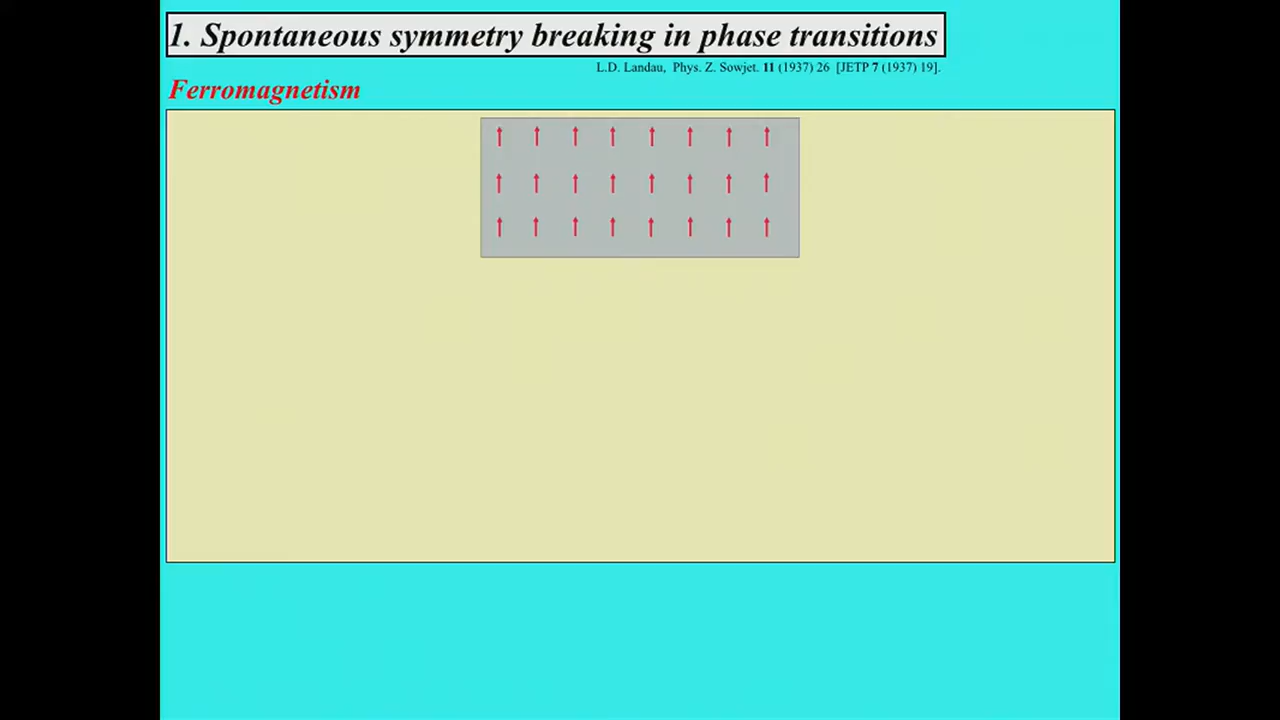 1. Spontaneous symmetry breaking in phase transitions
L.D. Landau, Phys. Z. Sowjet. 11 (1937) 26 [JETP 7 (1937) 19].
Ferromagnetism